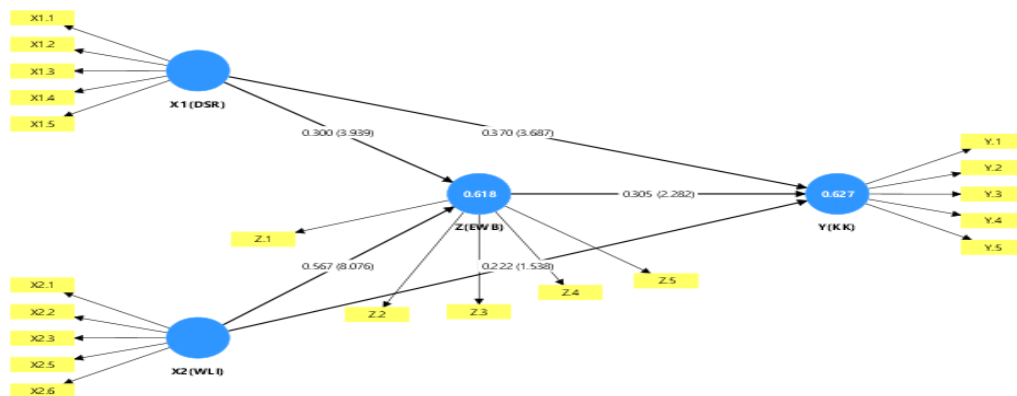 X1.1
X1.2
X1.3
X1.4
X1.5
X1(DSR)
0.300 (3.939)
0.370 (3.687)
Y.1
Y.2
Y.3
Y.4
Y.5
0.618
0.305 (2.282)
0.627
Z(EWB)
Y(KK)
Z.1
0.567 (8.076)
0.222 (1.538)
Z.2
Z.3
Z.4
Z.5
X2.1
X2.2
X2.3
X2.5
X2.6
X2(WLI)